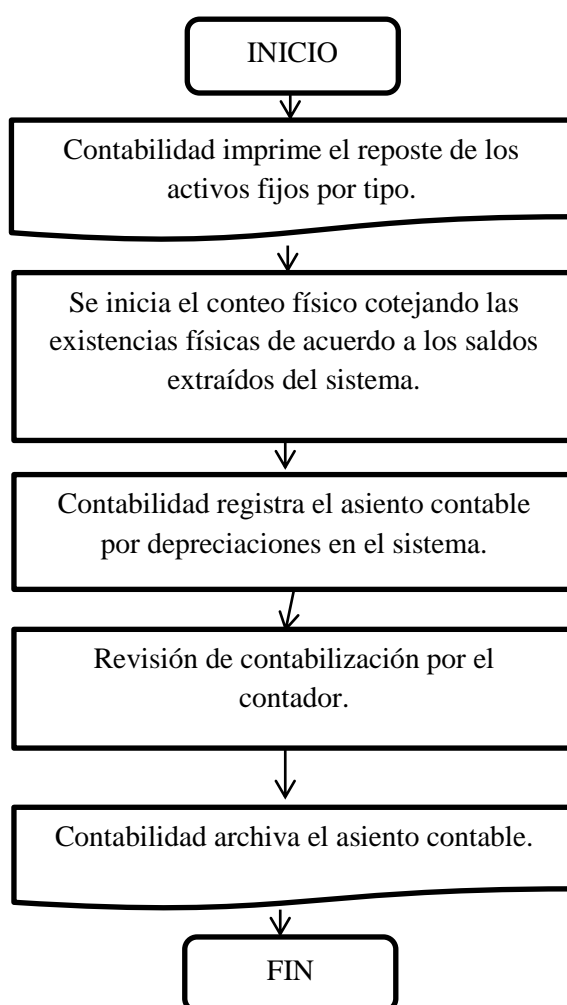 INICIO
Contabilidad imprime el reposte de los
activos fijos por tipo.
Se inicia el conteo físico cotejando las
existencias físicas de acuerdo a los saldos
extraídos del sistema.
Contabilidad registra el asiento contable
por depreciaciones en el sistema.
Revisión de contabilización por el
contador.
Contabilidad archiva el asiento contable.
FIN